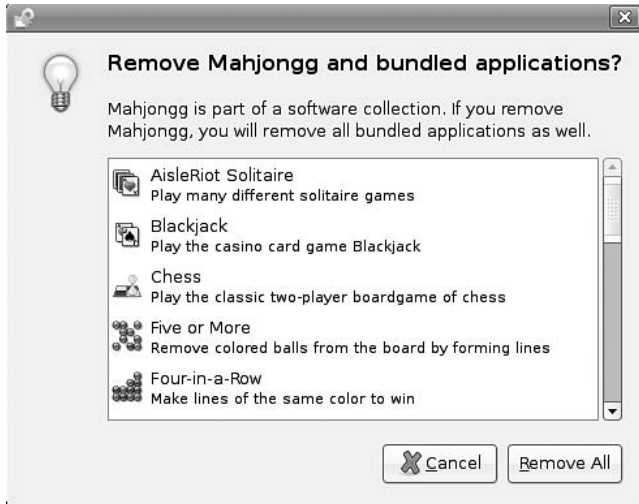 Remove Mahjongg and bundled applications?
Mahjongg is part of a software collection. If you remove
Mahjongg, you will remove all bundled applications as well.
AisleRiot Solitaire
Play many different solitaire games
Blackjack
Play the casino card game Blackjack
Chess
Play the classic two-player boardgame of chess
Five or More
Remove colored balls from the board by forming lines
Four-in-a-Row
Make lines of the same color to win
Cancel
Remove All